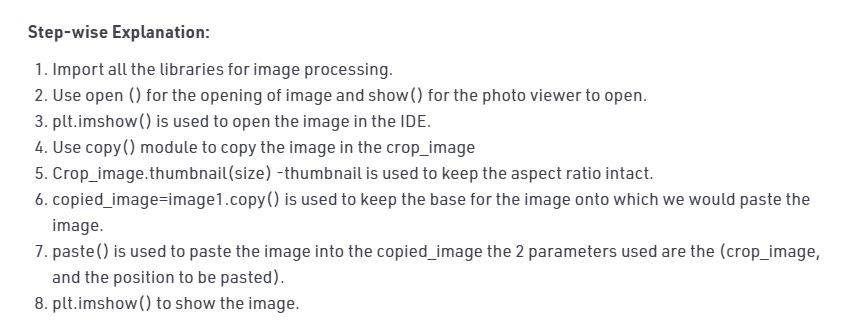 Step-wise Explanation:
1. Import all the libraries for image processing.
2. Use open () for the opening of image and show() for the photo viewer to open.
3. plt.imshow() is used to open the image in the IDE.
4. Use copy() module to copy the image in the crop_image
5. Crop_image.thumbnail(size) -thumbnail is used to keep the aspect ratio intact.
6. copied_image=image1.copy() is used to keep the base for the image onto which we would paste the
image.
7. paste() is used to paste the image into the copied_image the 2 parameters used are the (crop_image,
and the position to be pasted).
8. plt.imshow() to show the image.